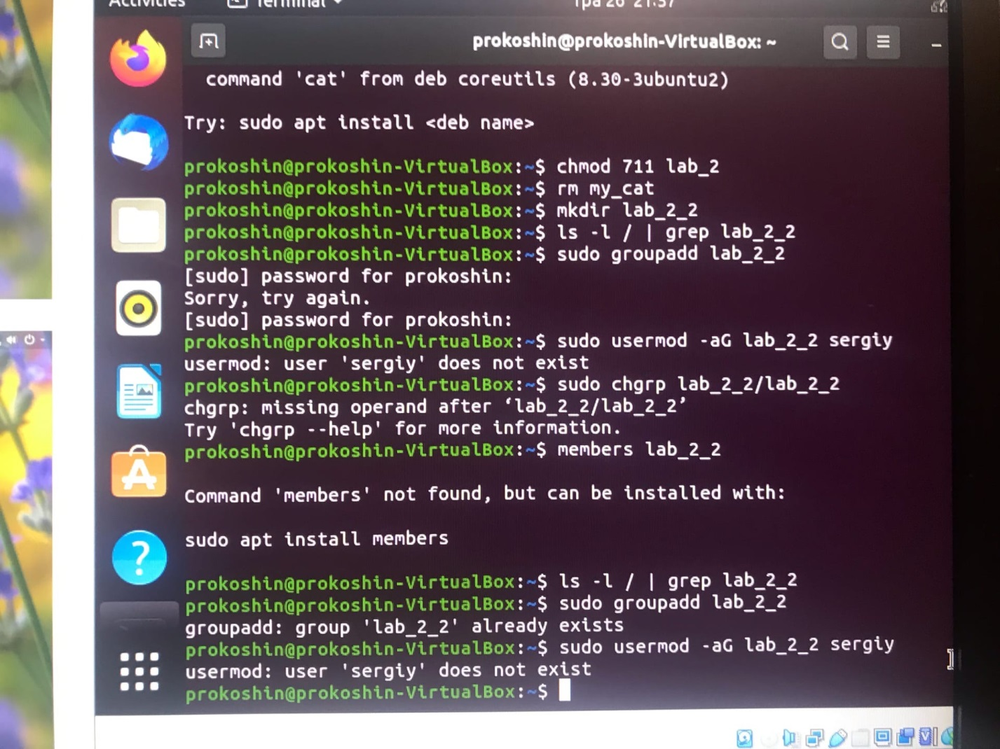 Activities
Terminal
тра 26 21:37
prokoshin@prokoshin-VirtualBox: ~
command 'cat' from deb coreutils (8.30-3ubuntu2)
Try: sudo apt install <deb name>
prokoshin@prokoshin-VirtualBox:~$ chmod 711 lab_2
prokoshin@prokoshin-VirtualBox:~$ rm my_cat
prokoshin@prokoshin-VirtualBox:~$ mkdir lab_2_2
prokoshin@prokoshin-VirtualBox:~$ ls -l / | grep lab_2_2
prokoshin@prokoshin-VirtualBox:~$ sudo groupadd lab_2_2
[sudo] password for prokoshin:
Sorry, try again.
[sudo] password for prokoshin:
prokoshin@prokoshin-VirtualBox:~$ sudo usermod -aG lab_2_2 sergiy
usermod: user 'sergiy' does not exist
prokoshin@prokoshin-VirtualBox:~$ sudo chgrp lab_2_2/lab_2_2
chgrp: missing operand after ‘lab_2_2/lab_2_2’
Try 'chgrp --help' for more information.
prokoshin@prokoshin-VirtualBox:~$ members lab_2_2
Command 'members' not found, but can be installed with:
sudo apt install members
prokoshin@prokoshin-VirtualBox:~$ ls -l / | grep lab_2_2
prokoshin@prokoshin-VirtualBox:~$ sudo groupadd lab_2_2
groupadd: group 'lab_2_2' already exists
prokoshin@prokoshin-VirtualBox:~$ sudo usermod -aG lab_2_2 sergiy
usermod: user 'sergiy' does not exist
prokoshin@prokoshin-VirtualBox:~$